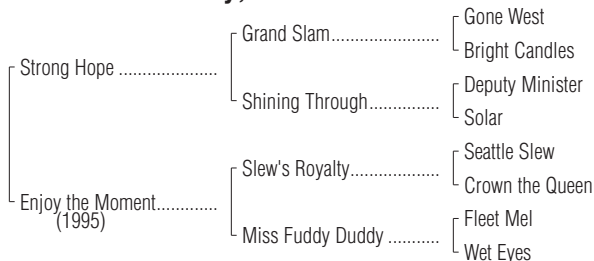 Gone West
Grand Slam....................
Bright Candles
Strong Hope ..................
Deputy Minister
Shining Through.............
Solar
Seattle Slew
Slew's Royalty.................
Crown the Queen
Enjoy the Moment...........
(1995)
Fleet Mel
Miss Fuddy Duddy .........
Wet Eyes